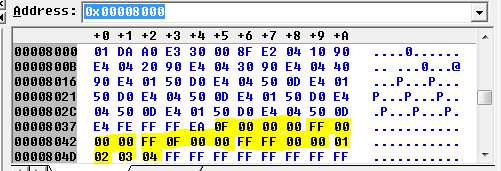 Address: 0x00008000
+0 +1 +2 +3 +4 +5 +6 +7 +8 +9 +A
00008000 01 DA A0 E3 30 00 8F E2 04 10 90 ....0......
0000800B E4 04 20 90 E4 04 30 90 E4 04 40 .. ...0...@
00008016 90 E4 01 50 D0 E4 04 50 0D E4 01 ...P...P...
00008021 50 D0 E4 04 50 0D E4 01 50 D0 E4 P...P...P..
0000802C 04 50 0D E4 01 50 D0 E4 04 50 0D .P...P...P.
00008037 E4 FE FF FF EA 0F 00 00 00 FF 00 ...........
00008042 00 00 FF 0F 00 00 FF FF 00 00 01 ...........
0000804D 02 03 04 FF FF FF FF FF FF FF FF ...........